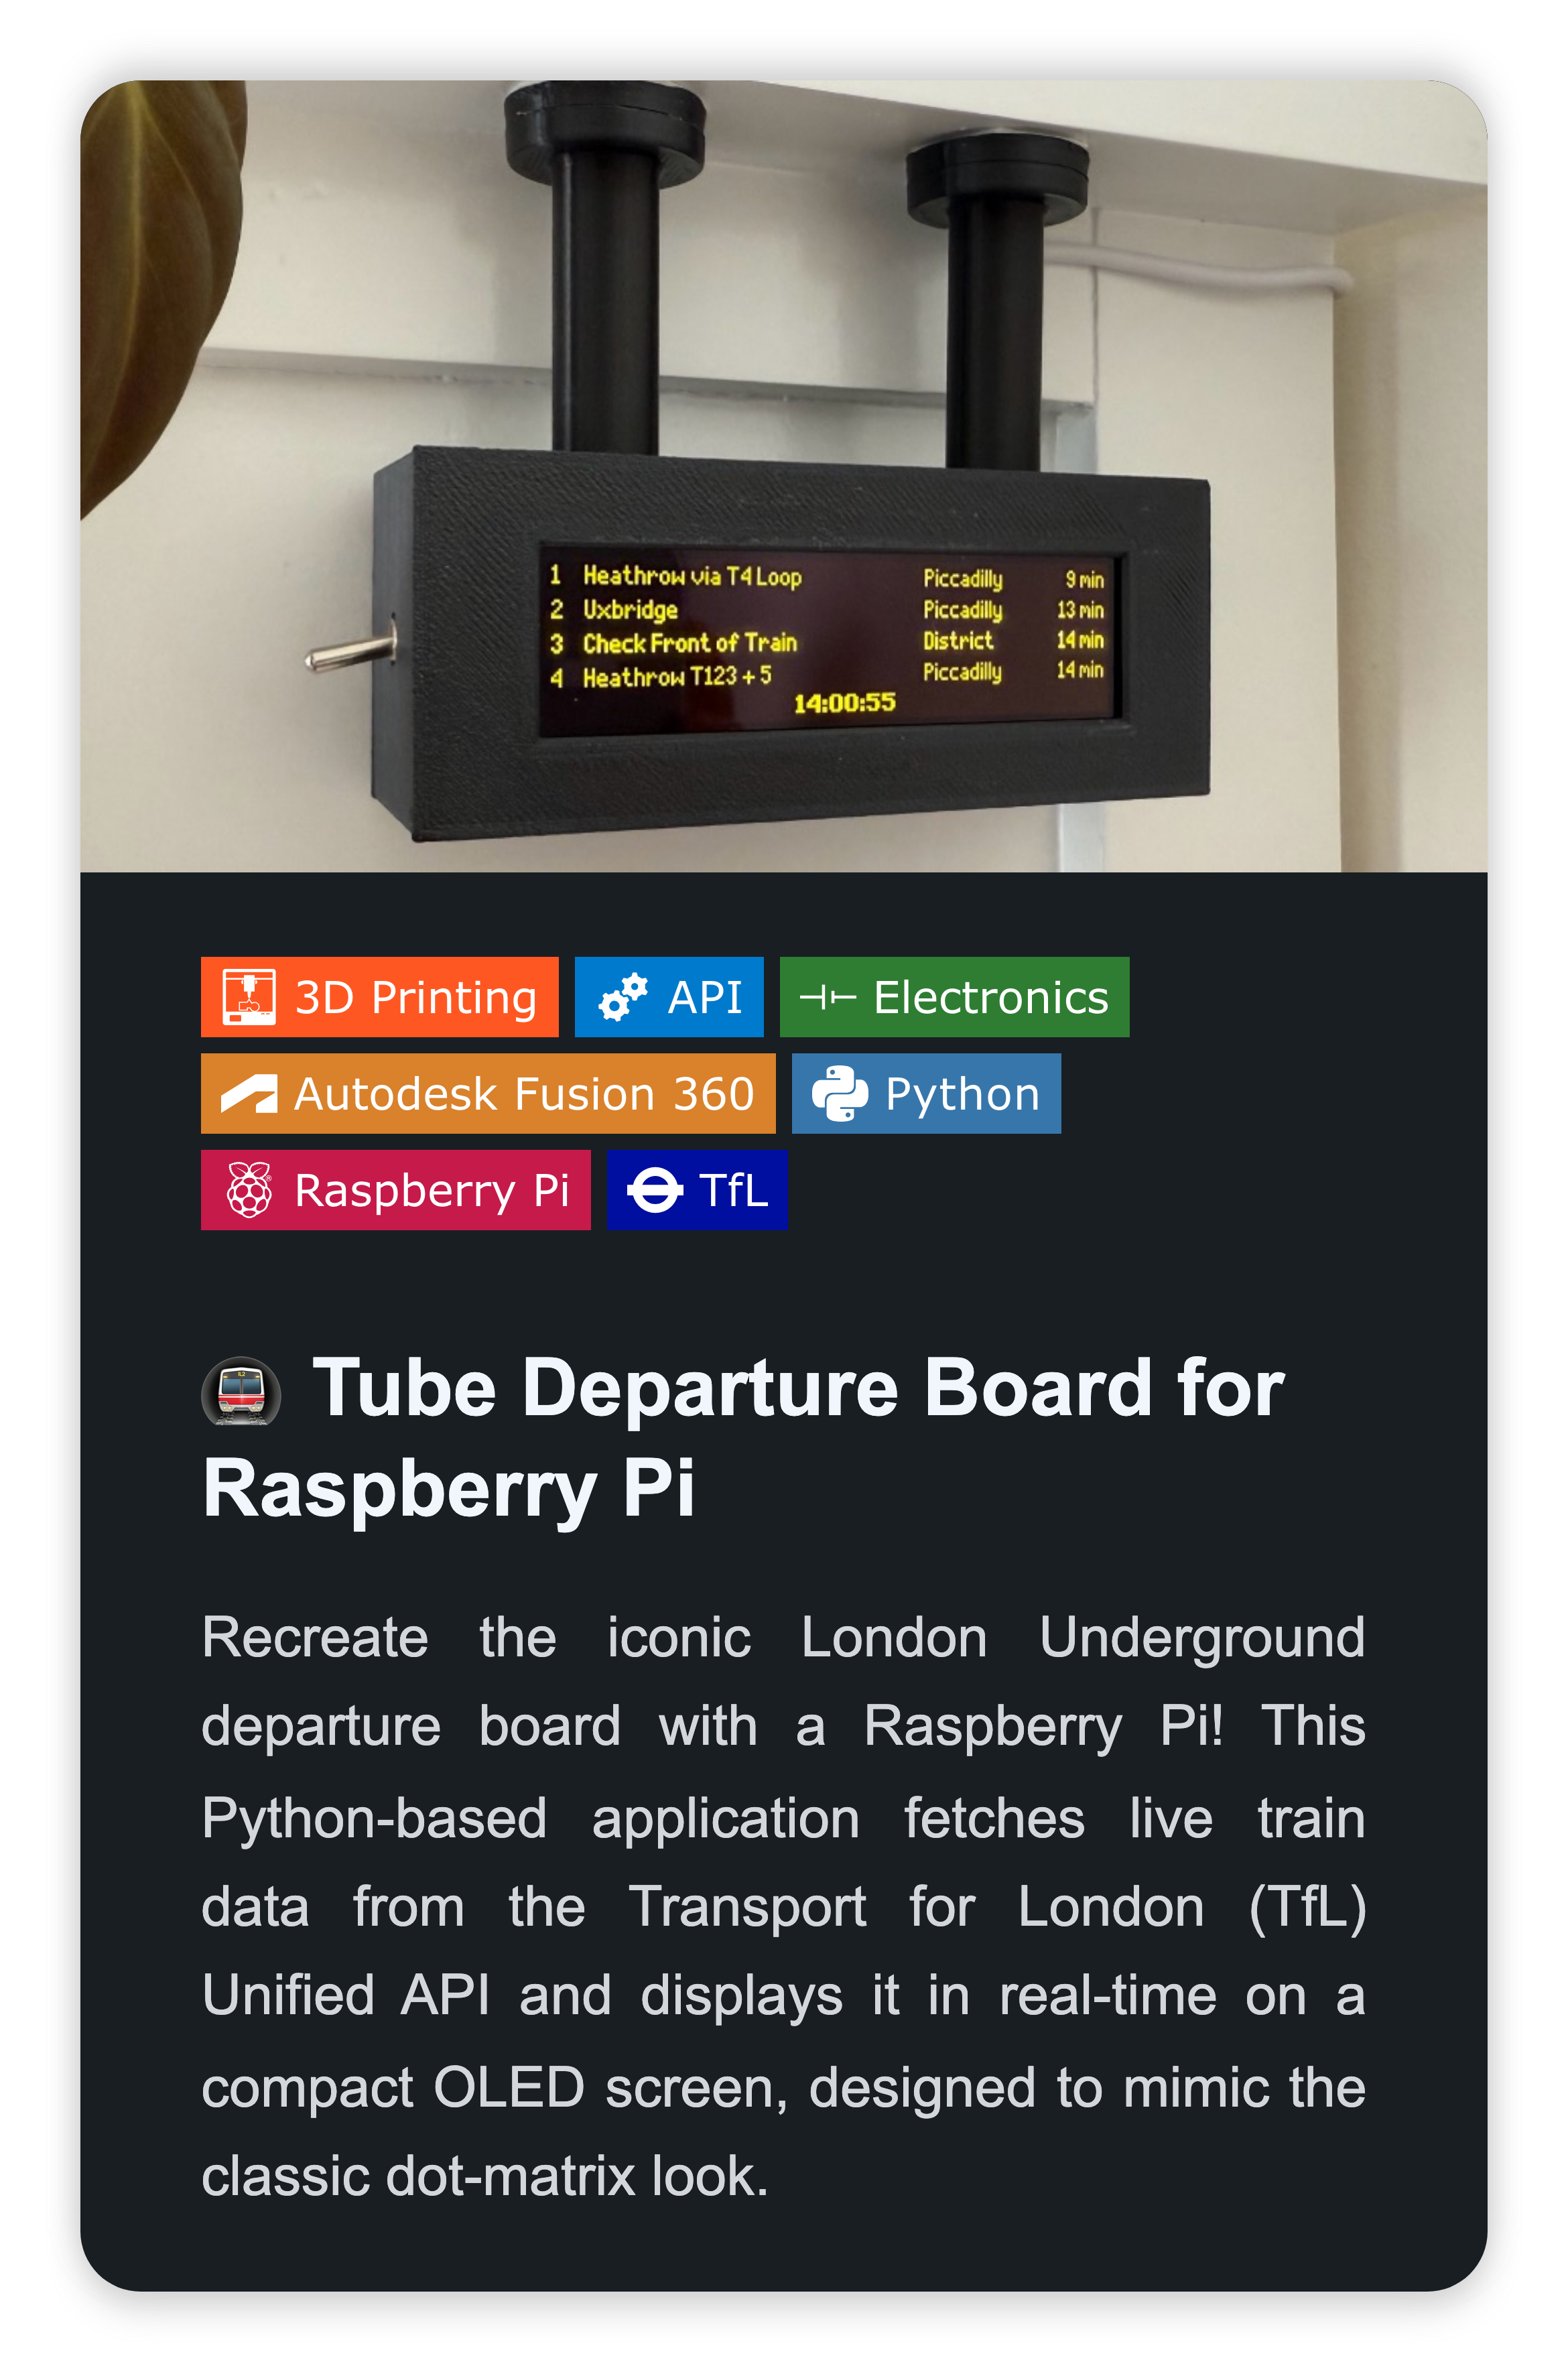 1 Heathrow via T4 Loop Piccadilly 9 min
2 Uxbridge Piccadilly 13 min
3 Check Front of Train District 14 min
4 Heathrow T123 + 5 Piccadilly 14 min
14:00:55
3D Printing API Electronics
Autodesk Fusion 360 Python
Raspberry Pi TfL
Tube Departure Board for
Raspberry Pi
Recreate the iconic London Underground
departure board with a Raspberry Pi! This
Python-based application fetches live train
data from the Transport for London (TfL)
Unified API and displays it in real-time on a
compact OLED screen, designed to mimic the
classic dot-matrix look.